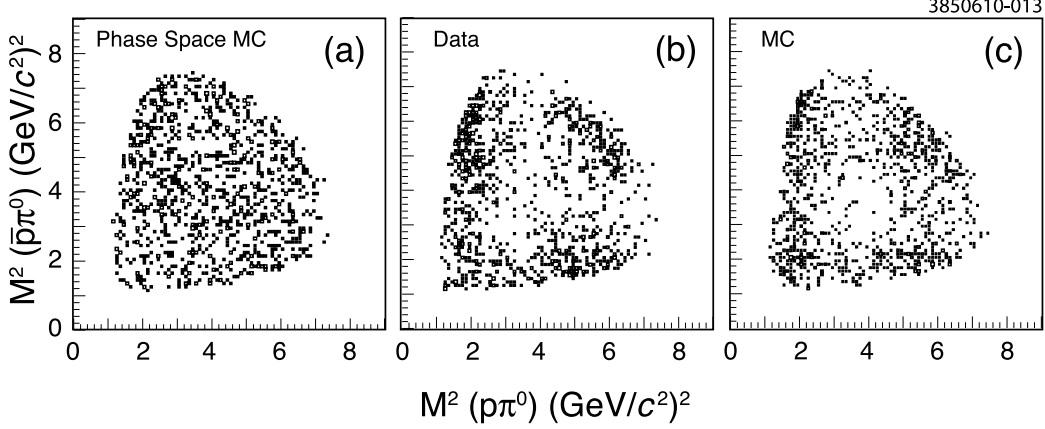 3850610-013
Phase Space MC (a)
Data (b)
MC (c)
M² (p̄π⁰) (GeV/c²)²
8
6
4
2
0
0 2 4 6 8 0 2 4 6 8 0 2 4 6 8
M² (pπ⁰) (GeV/c²)²